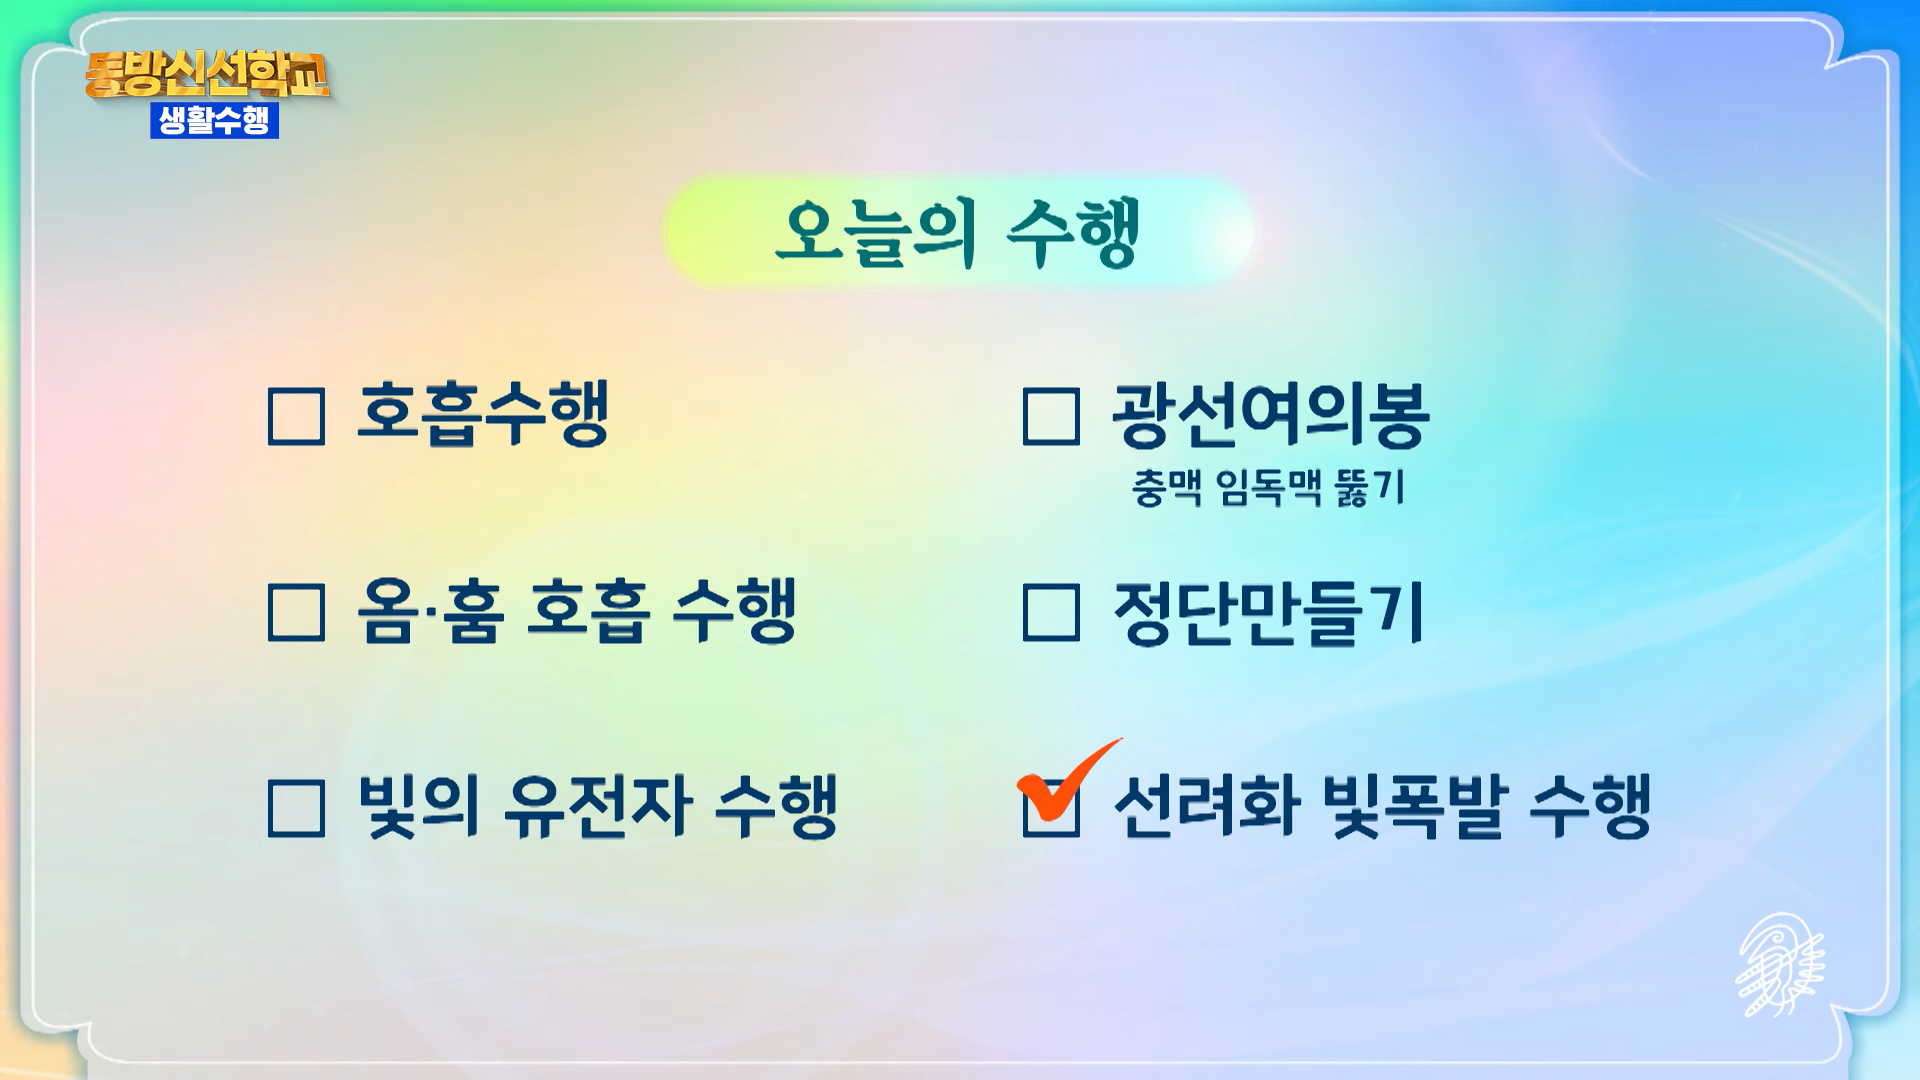 동방신선학교
생활수행
오늘의 수행
호흡수행
옴·훔 호흡 수행
빛의 유전자 수행
광선여의봉
충맥 임독맥 뚫기
정단만들기
선려화 빛폭발 수행